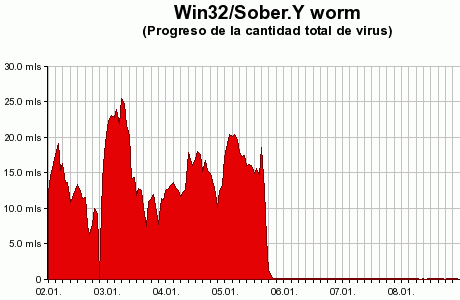 Win32/Sober.Y worm
(Progreso de la cantidad total de virus)
30.0 mls
25.0 mls
20.0 mls
15.0 mls
10.0 mls
5.0 mls
0.0 mls
02.01. 03.01. 04.01. 05.01. 06.01. 07.01. 08.01.